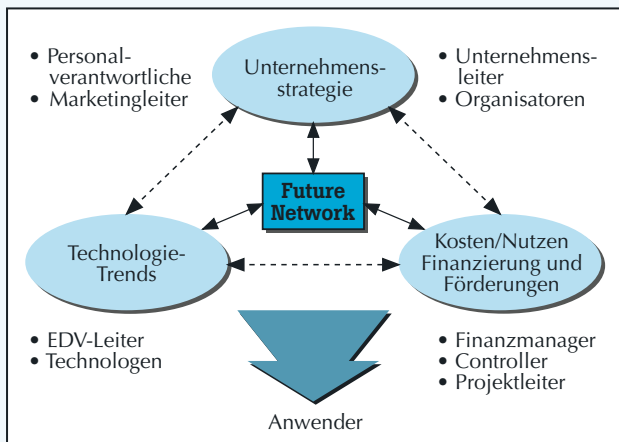 • Personal-
verantwortliche
• Marketingleiter
Unternehmens-
strategie
• Unternehmens-
leiter
• Organisatoren
Future
Network
Technologie-
Trends
Kosten/Nutzen
Finanzierung und
Förderungen
• EDV-Leiter
• Technologen
• Finanzmanager
• Controller
• Projektleiter
Anwender